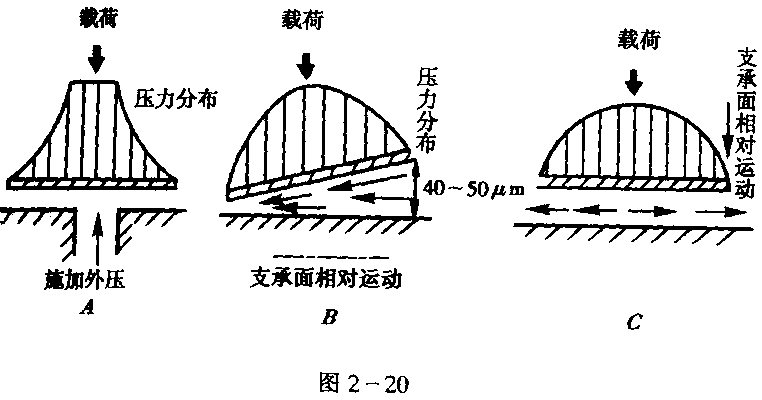 载荷
压力分布
施加外压
A
载荷
压力分布
40~50μm
支承面相对运动
B
载荷
支承面相对运动
C
图 2-20